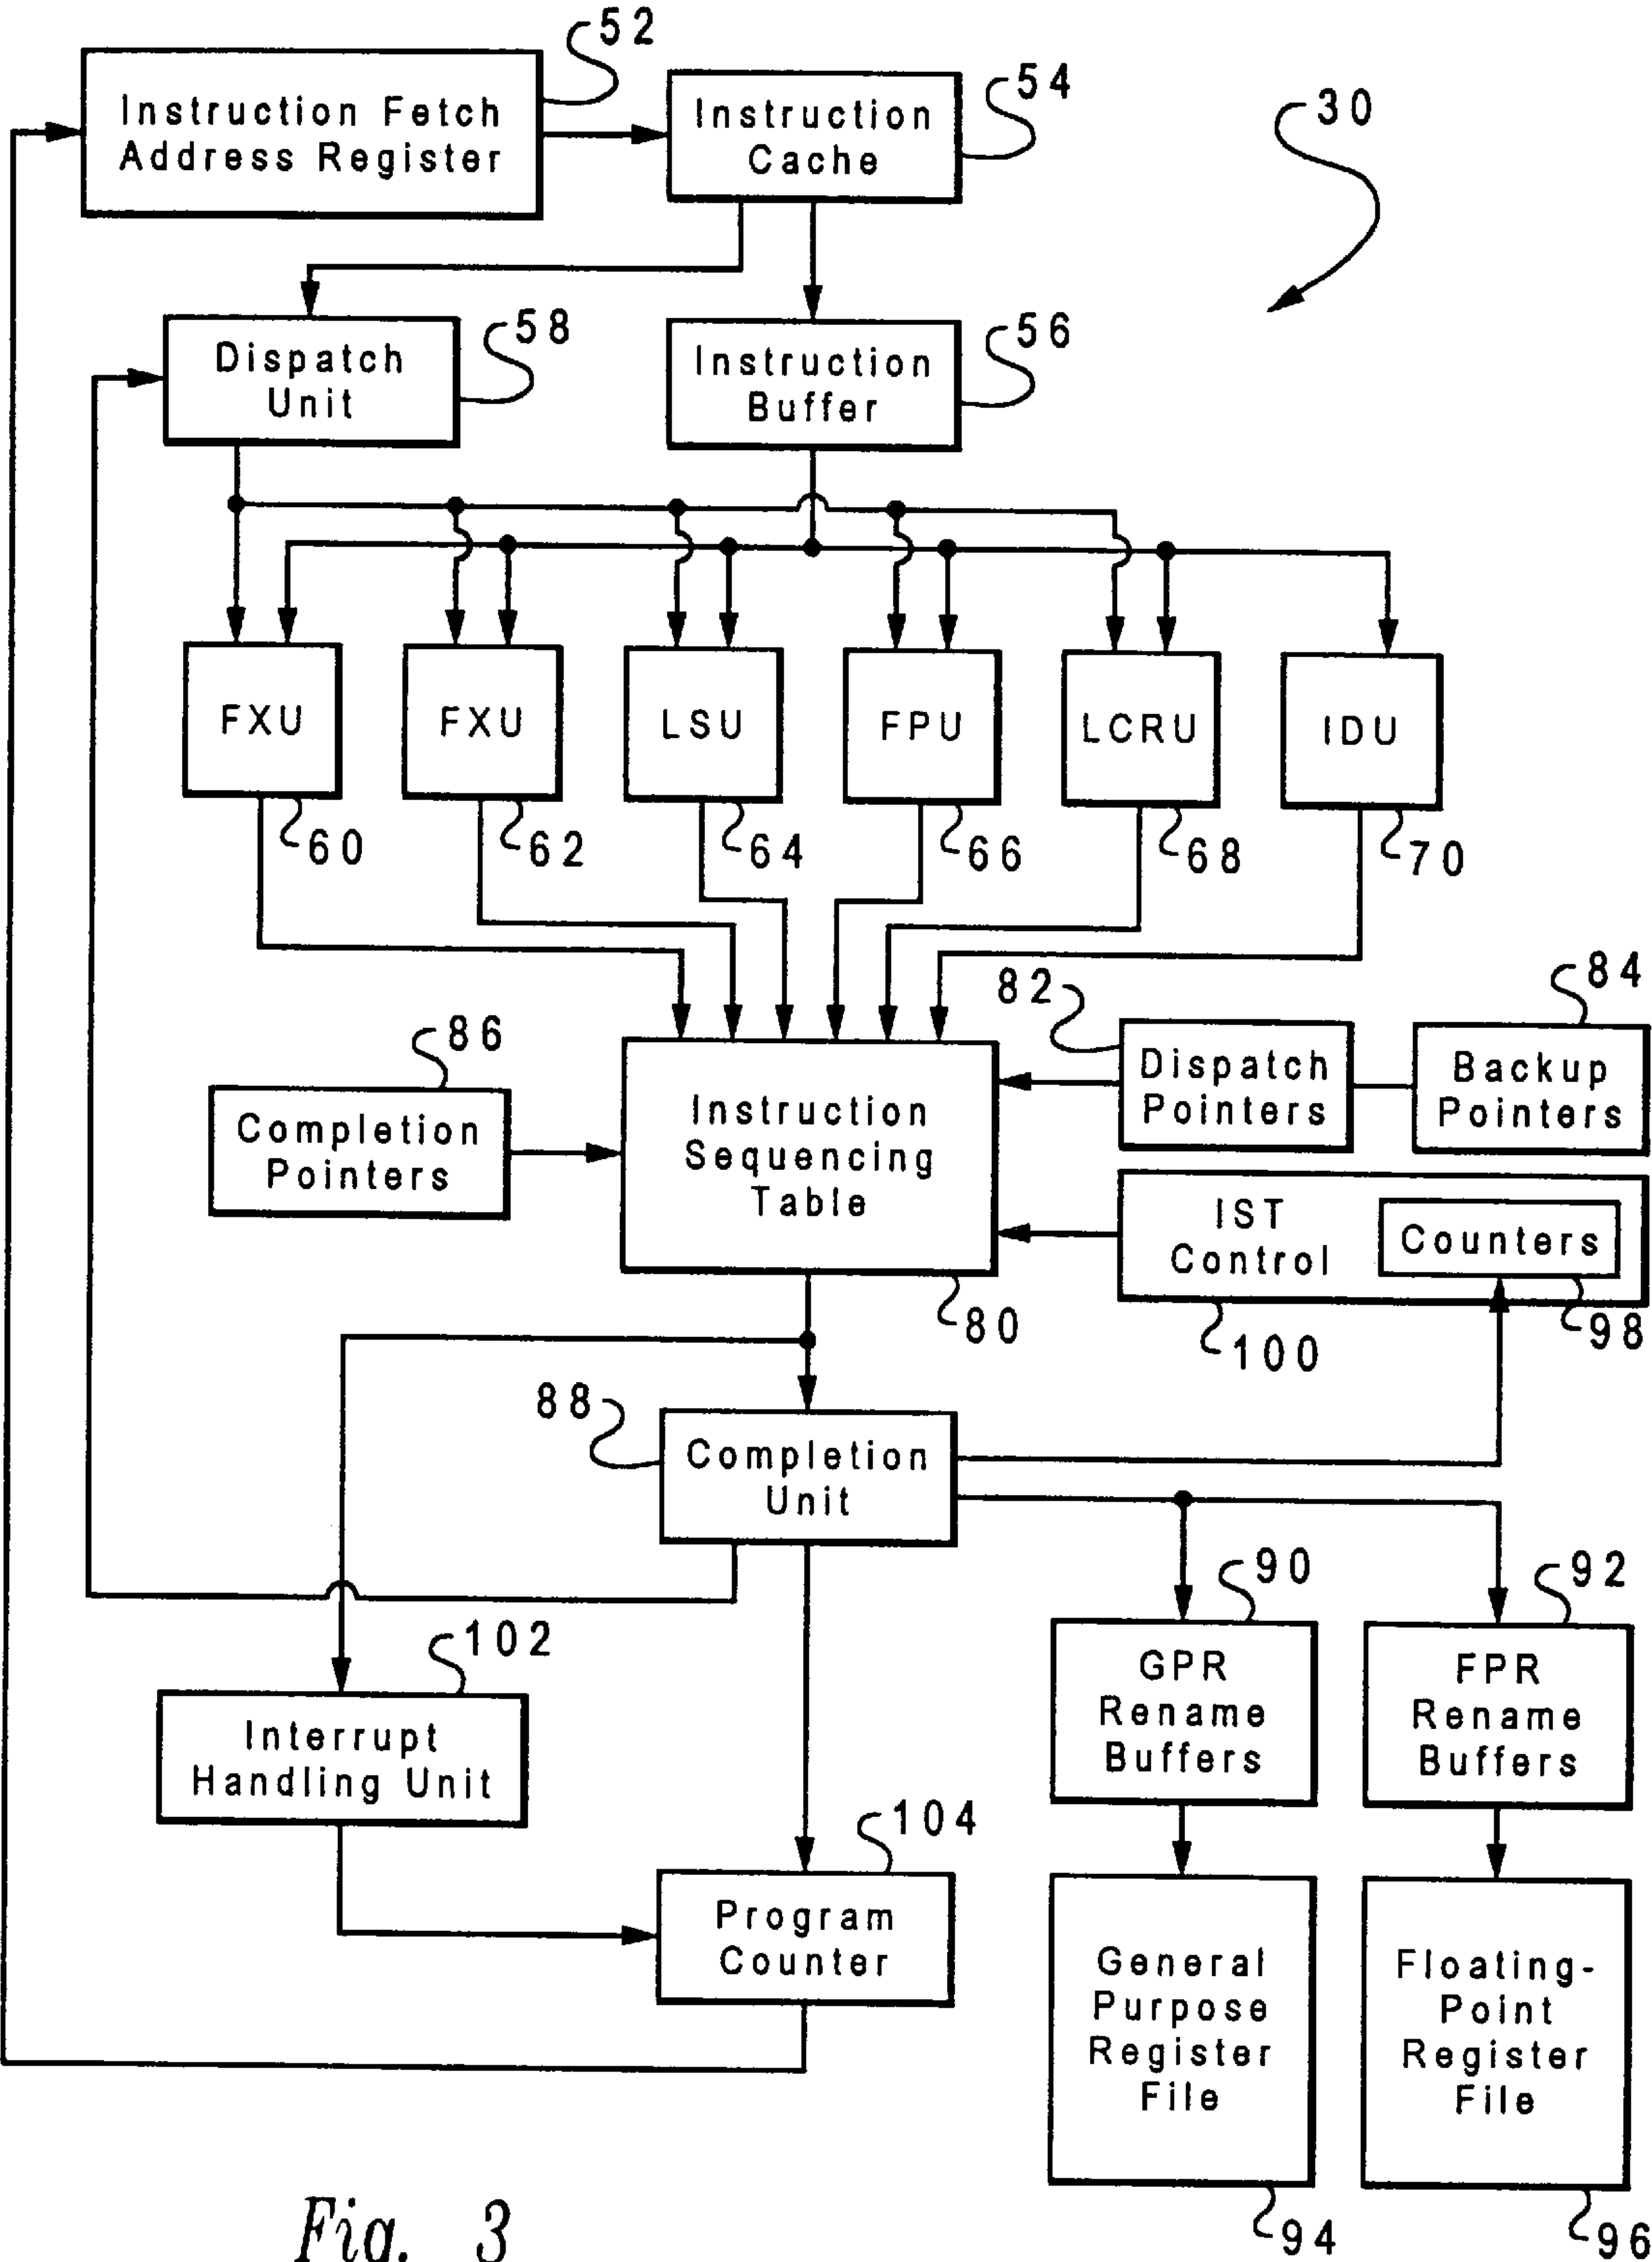 52
Instruction Fetch
Address Register
54
Instruction
Cache
30
58
Dispatch
Unit
56
Instruction
Buffer
FXU
FXU
LSU
FPU
LCRU
IDU
60
62
64
66
68
70
82
84
86
Dispatch
Pointers
Backup
Pointers
Completion
Pointers
Instruction
Sequencing
Table
IST
Control
Counters
80
100
98
88
Completion
Unit
90
92
102
GPR
Rename
Buffers
FPR
Rename
Buffers
Interrupt
Handling Unit
104
Program
Counter
General
Purpose
Register
File
Floating-
Point
Register
File
94
96
Fig. 3